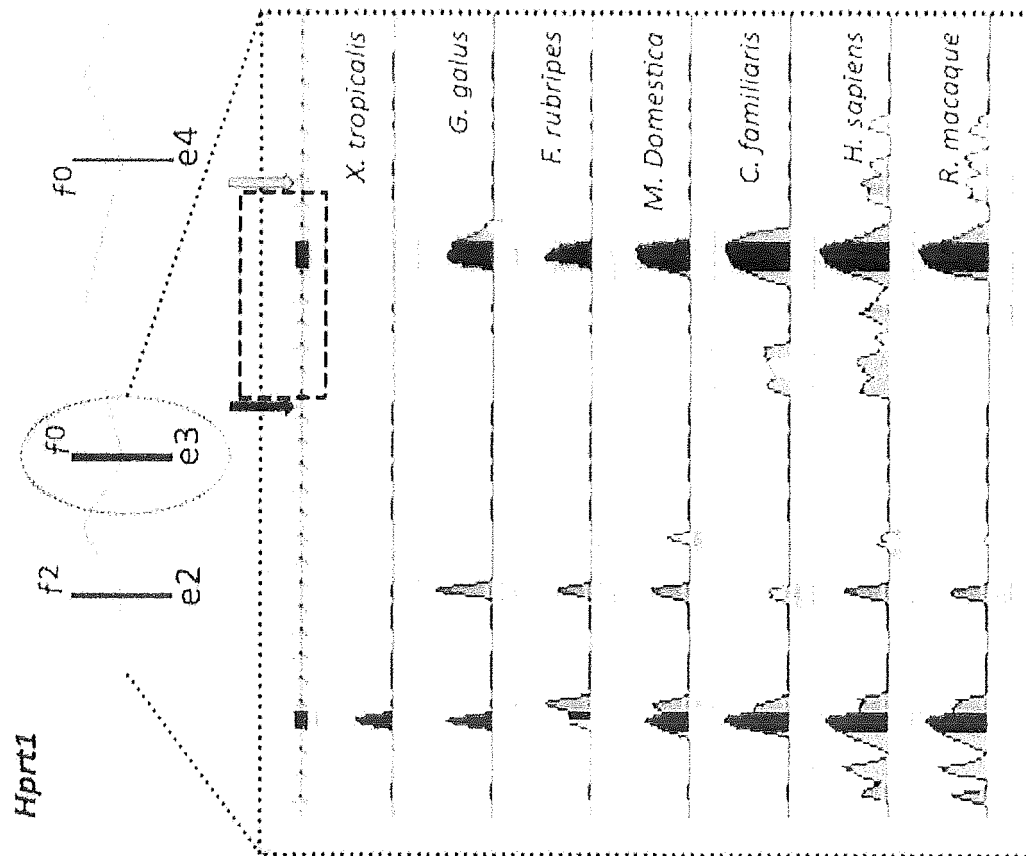 Hprt1
f2
e2
f0
e3
f0
e4
X. tropicalis
G. galus
F. rubripes
M. Domestica
C. familiaris
H. sapiens
R. macaque